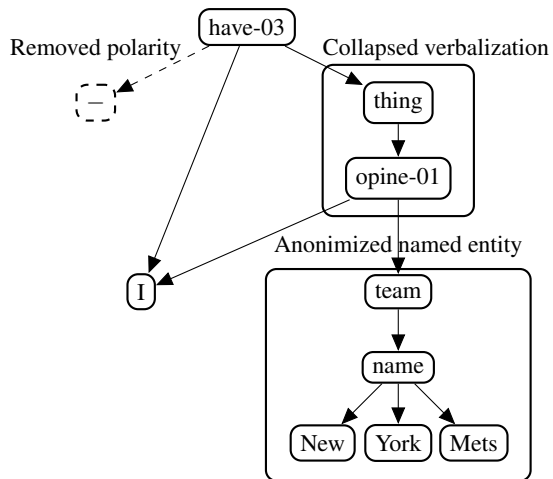 have-03
Removed polarity
Collapsed verbalization
–
thing
opine-01
Anonimized named entity
I
team
name
New York Mets